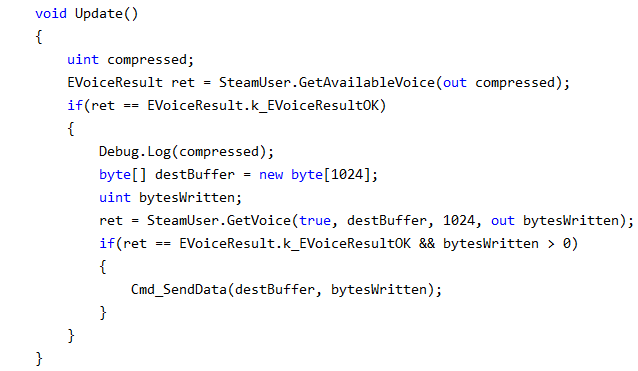 void Update()
{
uint compressed;
EVoiceResult ret = SteamUser.GetAvailableVoice(out compressed);
if(ret == EVoiceResult.k_EVoiceResultOK)
{
Debug.Log(compressed);
byte[] destBuffer = new byte[1024];
uint bytesWritten;
ret = SteamUser.GetVoice(true, destBuffer, 1024, out bytesWritten);
if(ret == EVoiceResult.k_EVoiceResultOK && bytesWritten > 0)
{
Cmd_SendData(destBuffer, bytesWritten);
}
}
}